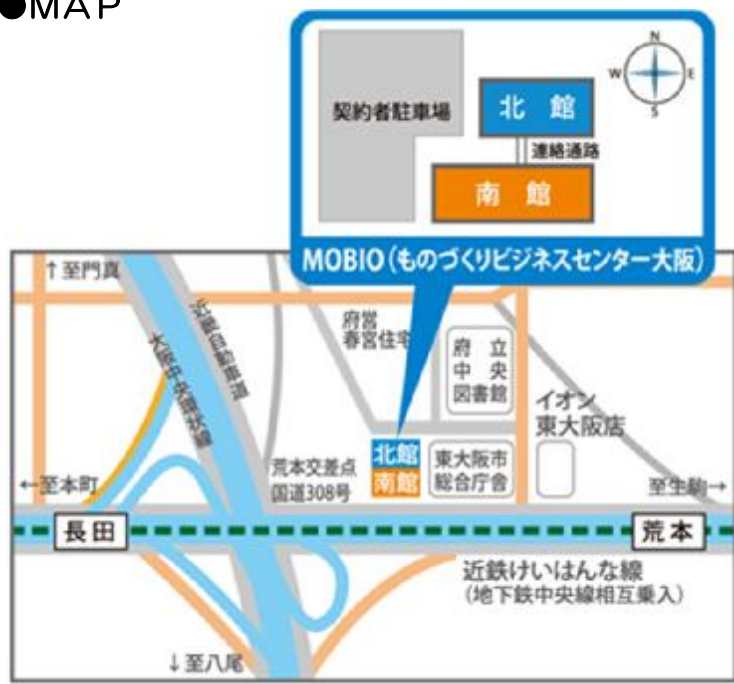 ●MAP
N
W E
S
契約者駐車場
北 館
連絡通路
南 館
MOBIO（ものづくりビジネスセンター大阪）
↑至門真
近畿自動車道
大阪中央環状線
府営
春宮住宅
府 立
中 央
図書館
イオン
東大阪店
荒本交差点
国道308号
北館
南館
東大阪市
総合庁舎
←至本町
至生駒→
長田
荒本
近鉄けいはんな線
（地下鉄中央線相互乗入）
↓至八尾